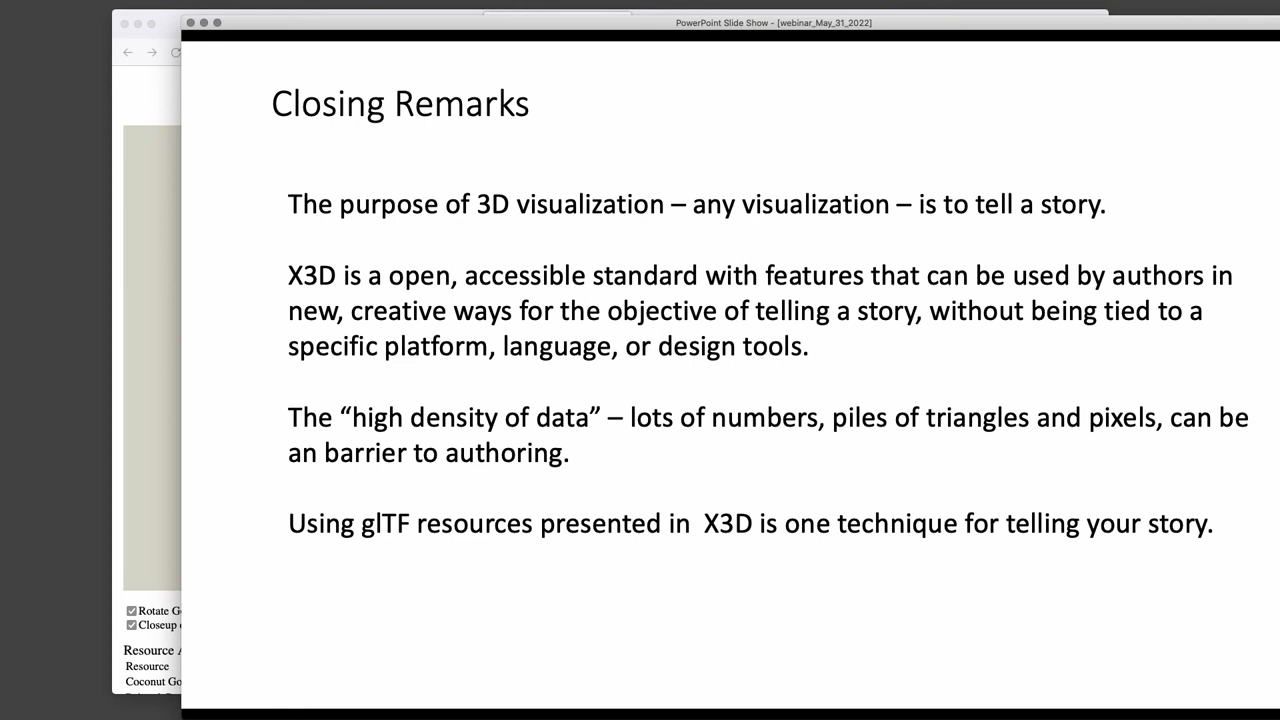 PowerPoint Slide Show - [webinar_May_31_2022]
Closing Remarks
The purpose of 3D visualization – any visualization – is to tell a story.
X3D is a open, accessible standard with features that can be used by authors in
new, creative ways for the objective of telling a story, without being tied to a
specific platform, language, or design tools.
The “high density of data” – lots of numbers, piles of triangles and pixels, can be
an barrier to authoring.
Using glTF resources presented in X3D is one technique for telling your story.
Rotate
Closeup
Resource
Resource
Coconut